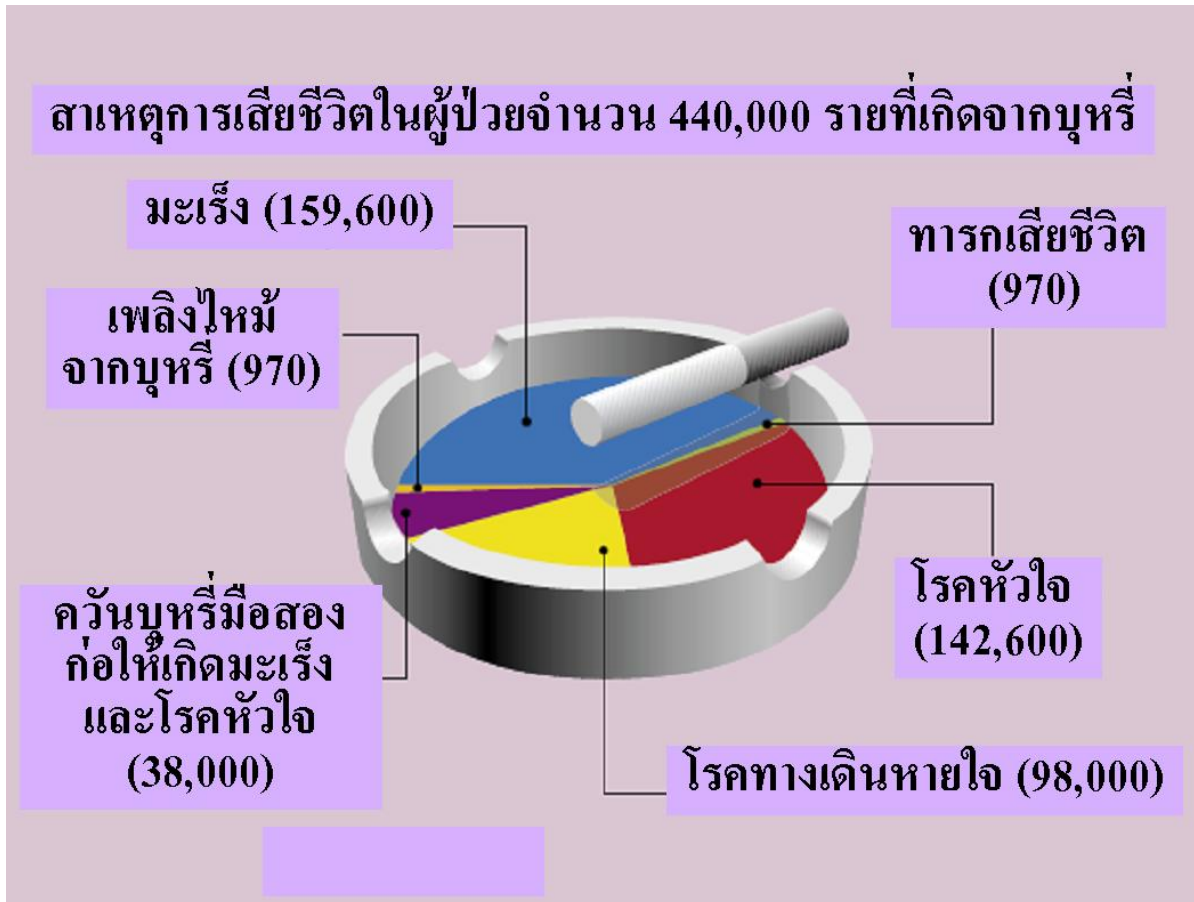 สาเหตุการเสียชีวิตในผู้ป่วยจำนวน 440,000 รายที่เกิดจากบุหรี่
มะเร็ง (159,600)
ทารกเสียชีวิต
(970)
เพลิงไหม้
จากบุหรี่ (970)
โรคหัวใจ
(142,600)
ควันบุหรี่มือสอง
ก่อให้เกิดมะเร็ง
และโรคหัวใจ
(38,000)
โรคทางเดินหายใจ (98,000)